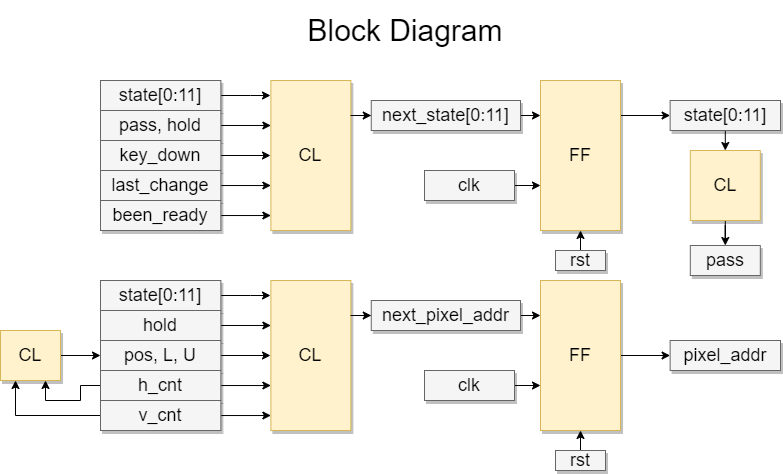 Block Diagram
state[0:11]
pass, hold
key_down
last_change
been_ready
CL
next_state[0:11]
clk
FF
rst
state[0:11]
CL
pass
CL
state[0:11]
hold
pos, L, U
h_cnt
v_cnt
CL
next_pixel_addr
clk
FF
rst
pixel_addr